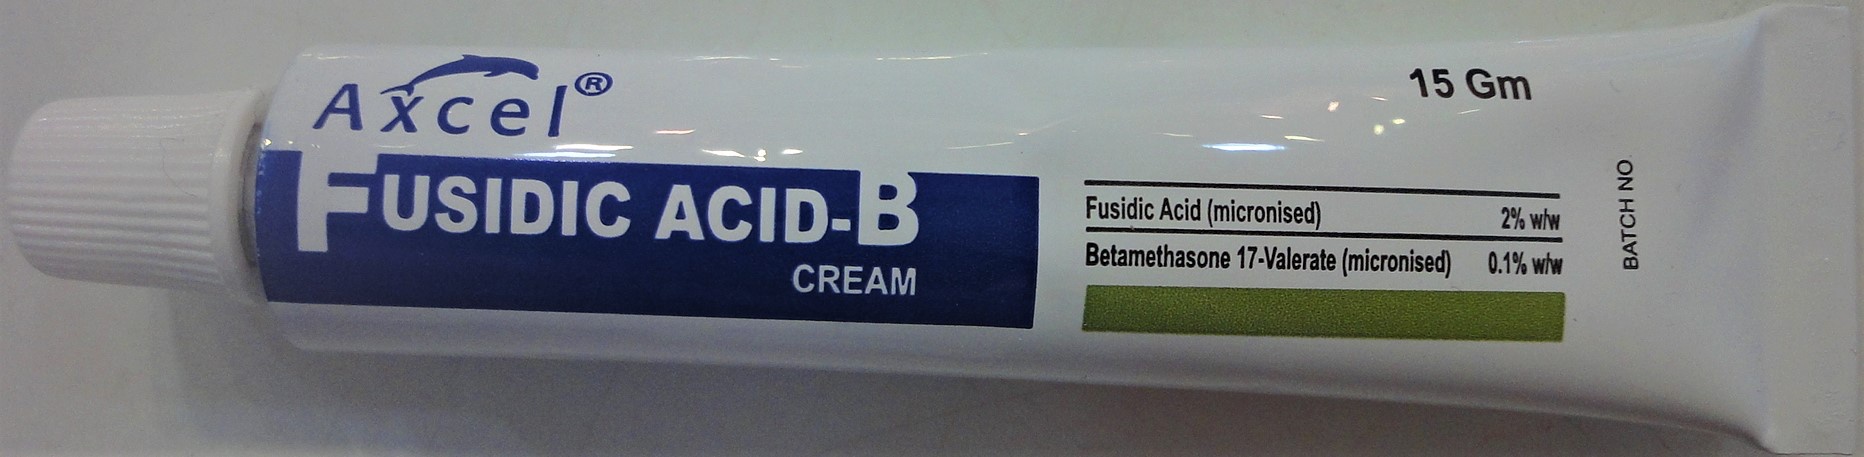 Axcel®
FUSIDIC ACID-B
CREAM
15 Gm
Fusidic Acid (micronised) 2% w/w
Betamethasone 17-Valerate (micronised) 0.1% w/w
BATCH NO